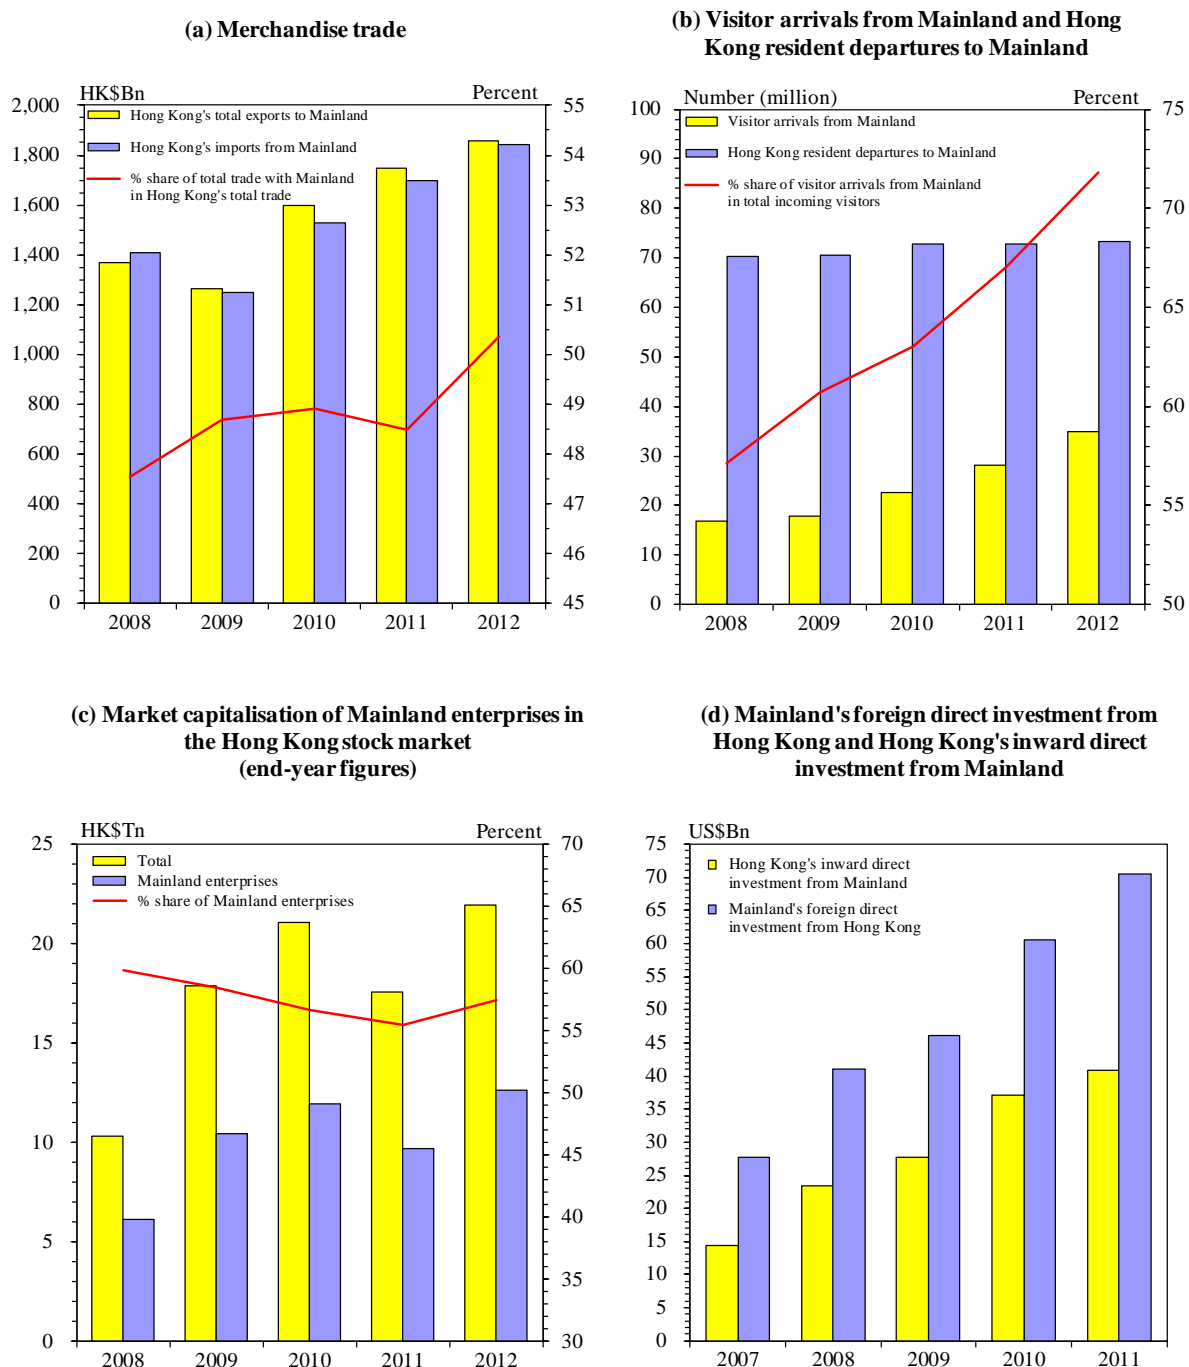 (a) Merchandise trade
HK$Bn
Percent
2,000
1,800
1,600
1,400
1,200
1,000
800
600
400
200
0
55
54
53
52
51
50
49
48
47
46
45
Hong Kong's total exports to Mainland
Hong Kong's imports from Mainland
% share of total trade with Mainland
in Hong Kong's total trade
2008
2009
2010
2011
2012
(b) Visitor arrivals from Mainland and Hong
Kong resident departures to Mainland
Number (million)
Percent
100
90
80
70
60
50
40
30
20
10
0
75
70
65
60
55
50
Visitor arrivals from Mainland
Hong Kong resident departures to Mainland
% share of visitor arrivals from Mainland
in total incoming visitors
2008
2009
2010
2011
2012
(c) Market capitalisation of Mainland enterprises in
the Hong Kong stock market
(end-year figures)
HK$Tn
Percent
25
20
15
10
5
0
70
65
60
55
50
45
40
35
30
Total
Mainland enterprises
% share of Mainland enterprises
2008
2009
2010
2011
2012
(d) Mainland's foreign direct investment from
Hong Kong and Hong Kong's inward direct
investment from Mainland
US$Bn
75
70
65
60
55
50
45
40
35
30
25
20
15
10
5
0
Hong Kong's inward direct
investment from Mainland
Mainland's foreign direct
investment from Hong Kong
2007
2008
2009
2010
2011